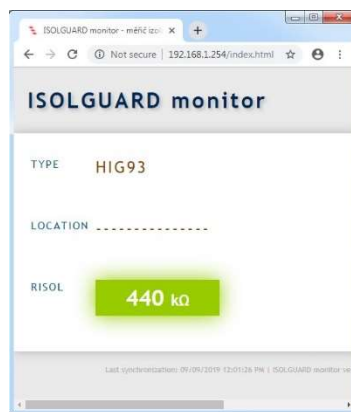 ISOLGUARD monitor - měřič izol
Not secure | 192.168.1.254/index.html
ISOLGUARD monitor
TYPE HIG93
LOCATION ---------------
RISOL 440 kΩ
Last synchronization: 09/09/2019 12:01:26 PM | ISOLGUARD monitor ve